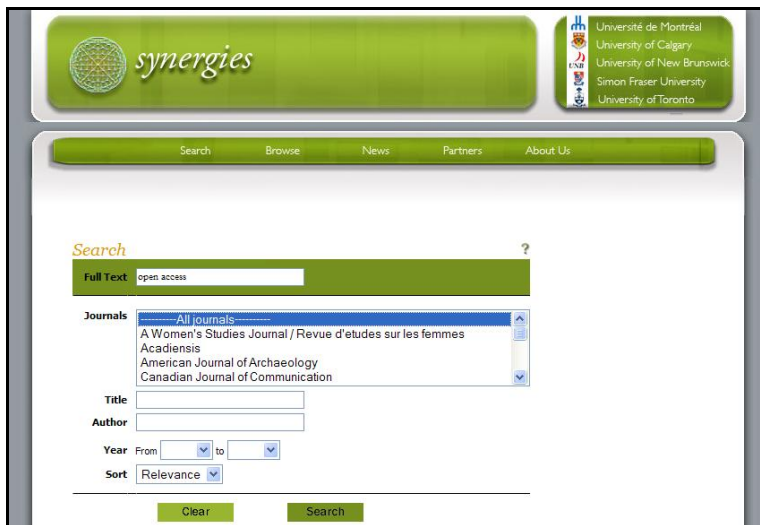 synergies
Université de Montréal
University of Calgary
UNB University of New Brunswick
Simon Fraser University
University of Toronto
Search Browse News Partners About Us
Search ?
Full Text open access
Journals ----------All journals----------
A Women's Studies Journal / Revue d'etudes sur les femmes
Acadiensis
American Journal of Archaeology
Canadian Journal of Communication
Title
Author
Year From to
Sort Relevance
Clear Search